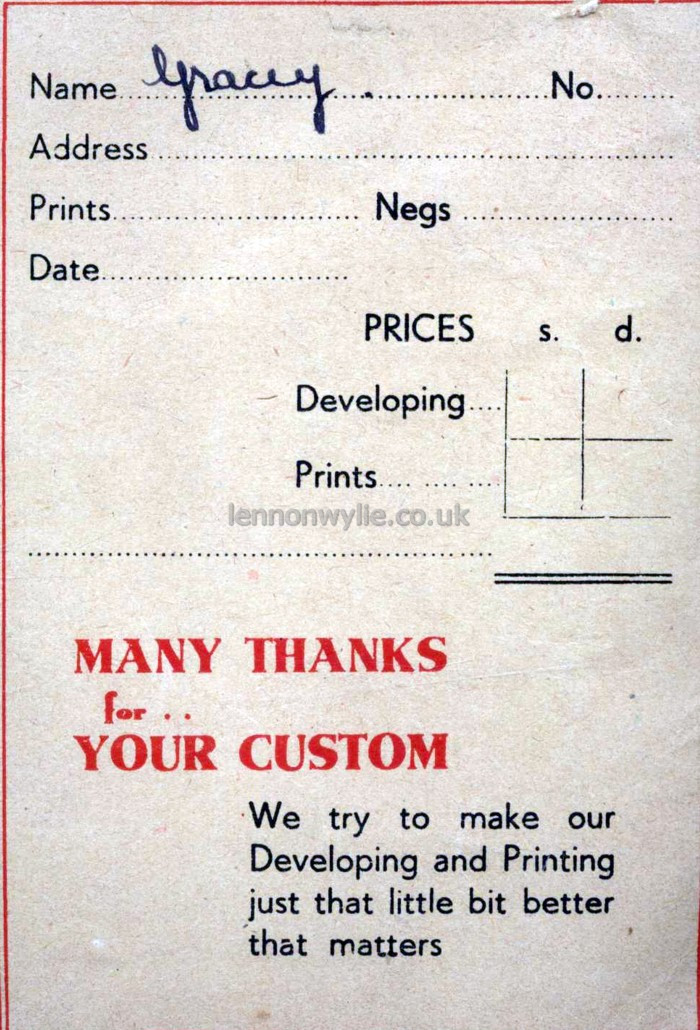 Name Gracey. No.
Address
Prints Negs
Date
PRICES s. d.
Developing
Prints
lennonwylie.co.uk
MANY THANKS
for . .
YOUR CUSTOM
We try to make our
Developing and Printing
just that little bit better
that matters